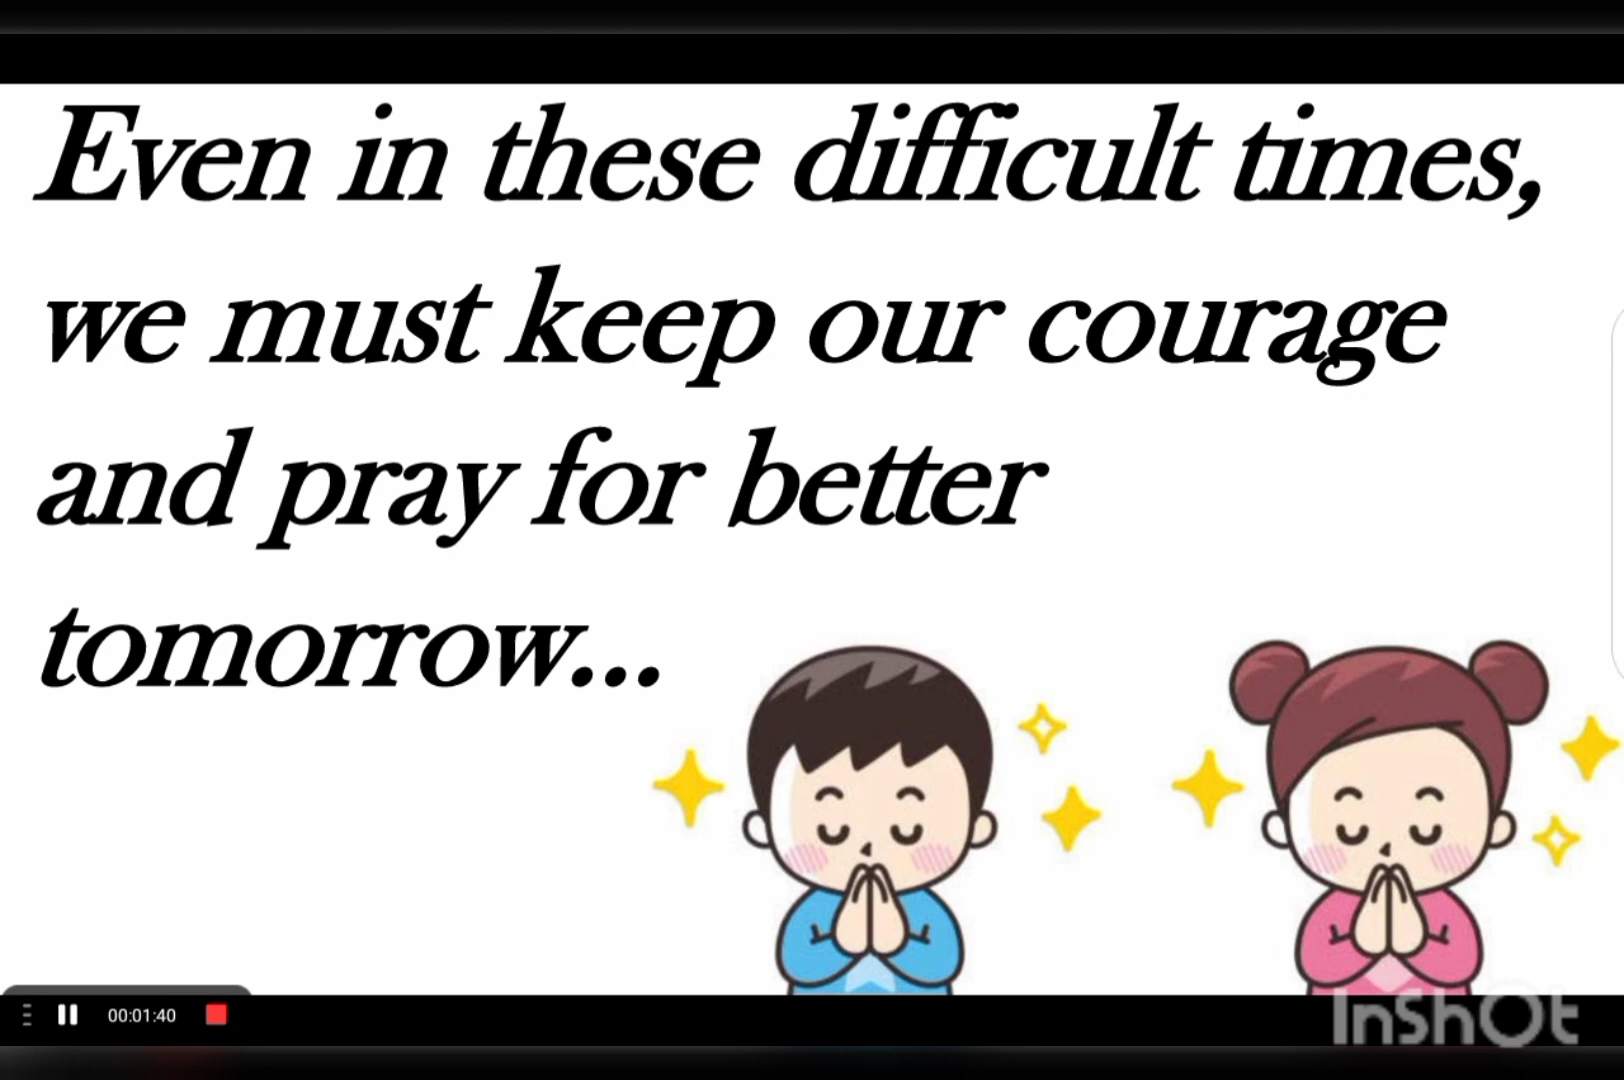 Even in these difficult times,
we must keep our courage
and pray for better
tomorrow...
00:01:40
InShOt